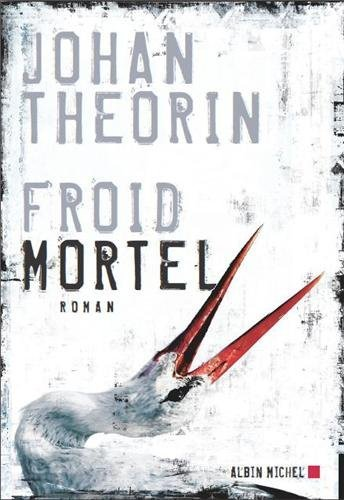 JOHAN
THEORIN
FROID
MORTEL
ROMAN
ALBIN MICHEL